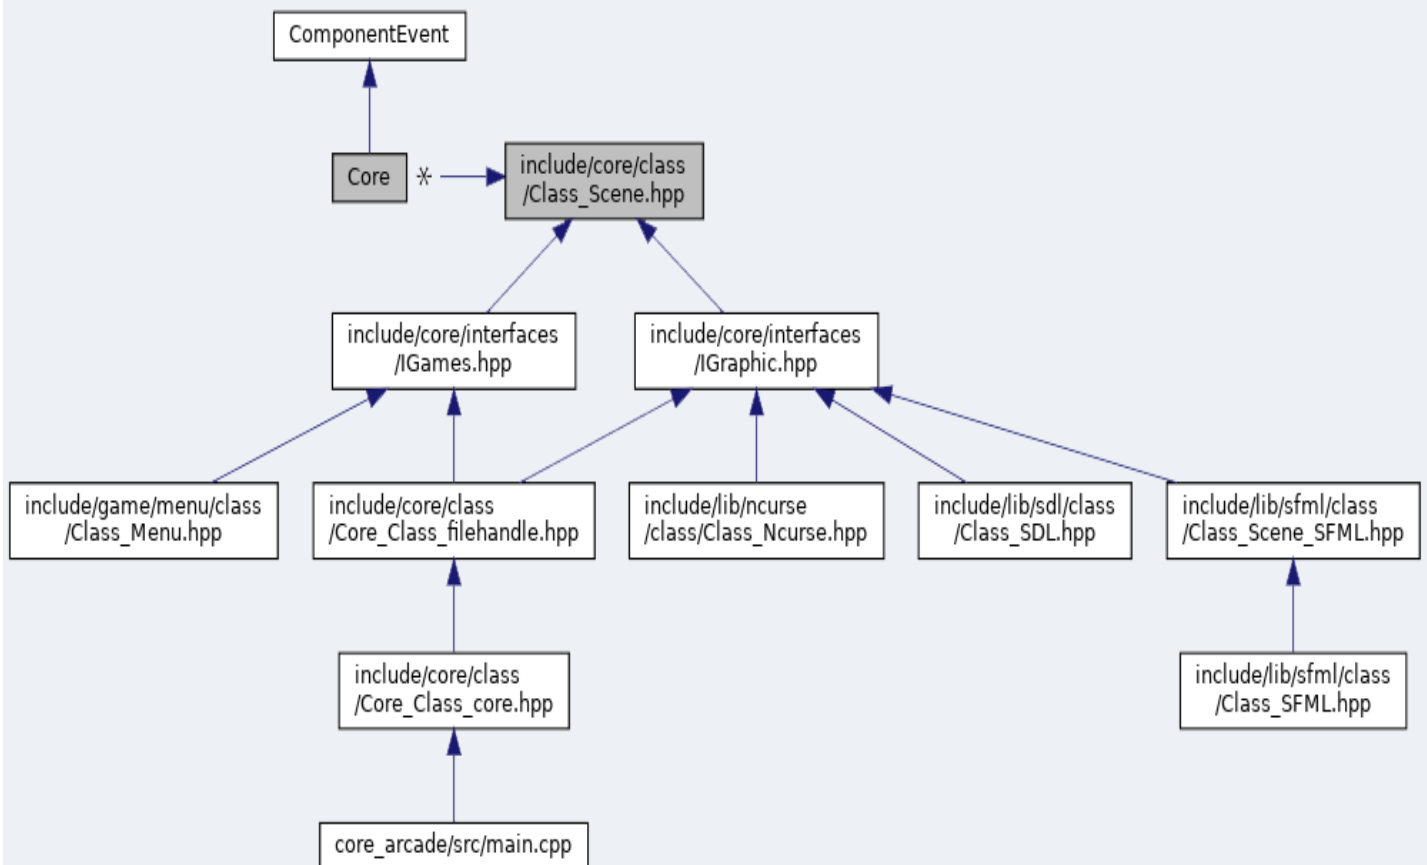 ComponentEvent
Core *
include/core/class
/Class_Scene.hpp
include/core/interfaces
/IGames.hpp
include/core/interfaces
/IGraphic.hpp
include/game/menu/class
/Class_Menu.hpp
include/core/class
/Core_Class_filehandle.hpp
include/lib/ncurse
/class/Class_Ncurse.hpp
include/lib/sdl/class
/Class_SDL.hpp
include/lib/sfml/class
/Class_Scene_SFML.hpp
include/core/class
/Core_Class_core.hpp
include/lib/sfml/class
/Class_SFML.hpp
core_arcade/src/main.cpp